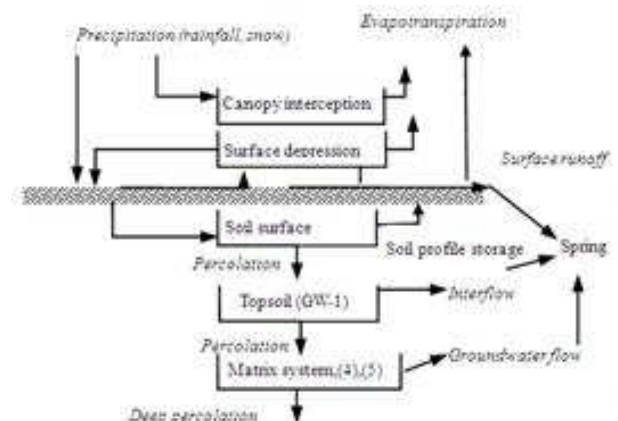 Evapotranspiration
Precipitation (rainfall, snow)
Canopy interception
Surface depression
Surface runoff
Soil surface
Soil profile storage
Spring
Percolation
Topsoil (GW-1)
Interflow
Percolation
Groundwater flow
Matrix system,(4),(5)
Deep percolation